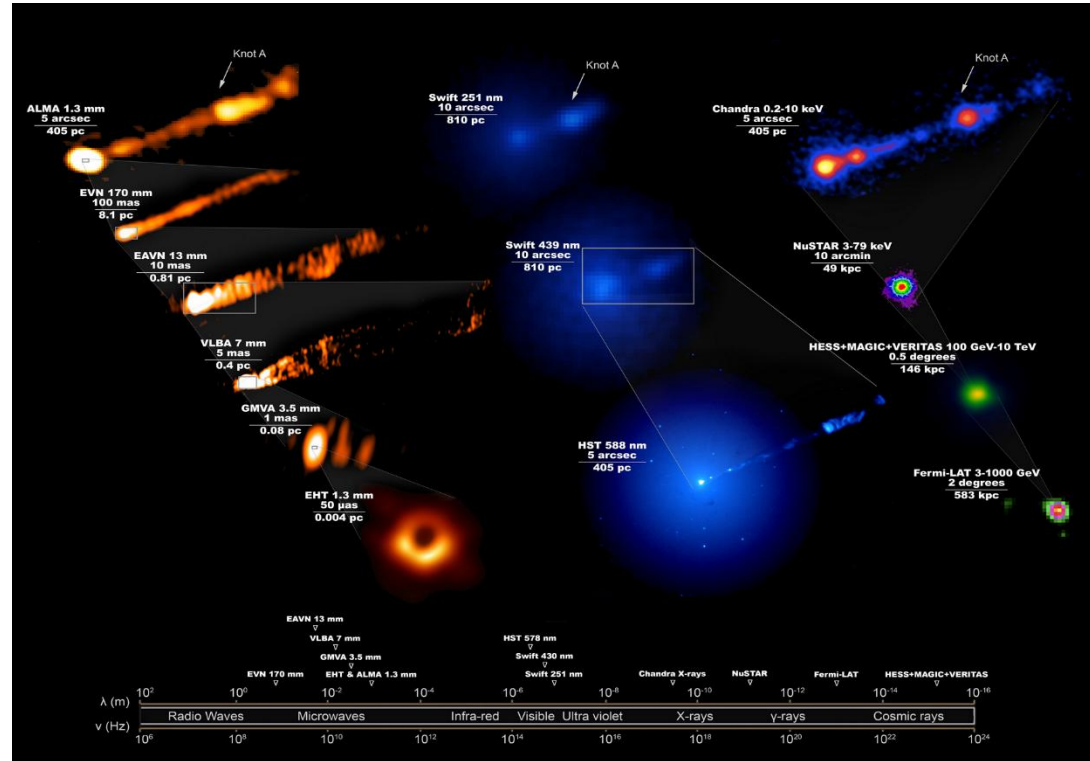 Knot A
ALMA 1.3 mm
5 arcsec
405 pc
EVN 170 mm
100 mas
8.1 pc
EAVN 13 mm
10 mas
0.81 pc
VLBA 7 mm
5 mas
0.4 pc
GMVA 3.5 mm
1 mas
0.08 pc
EHT 1.3 mm
50 μas
0.004 pc
Knot A
Swift 251 nm
10 arcsec
810 pc
Swift 439 nm
10 arcsec
810 pc
HST 588 nm
5 arcsec
405 pc
Knot A
Chandra 0.2-10 keV
5 arcsec
405 pc
NuSTAR 3-79 keV
10 arcmin
49 kpc
HESS+MAGIC+VERITAS 100 GeV-10 TeV
0.5 degrees
146 kpc
Fermi-LAT 3-1000 GeV
2 degrees
583 kpc
EAVN 13 mm
VLBA 7 mm HST 578 nm
GMVA 3.5 mm Swift 430 nm
EVN 170 mm EHT & ALMA 1.3 mm Swift 251 nm Chandra X-rays NuSTAR Fermi-LAT HESS+MAGIC+VERITAS
λ (m) 10² 10⁰ 10⁻² 10⁻⁴ 10⁻⁶ 10⁻⁸ 10⁻¹⁰ 10⁻¹² 10⁻¹⁴ 10⁻¹⁶
Radio Waves Microwaves Infra-red Visible Ultra violet X-rays γ-rays Cosmic rays
ν (Hz) 10⁶ 10⁸ 10¹⁰ 10¹² 10¹⁴ 10¹⁶ 10¹⁸ 10²⁰ 10²² 10²⁴